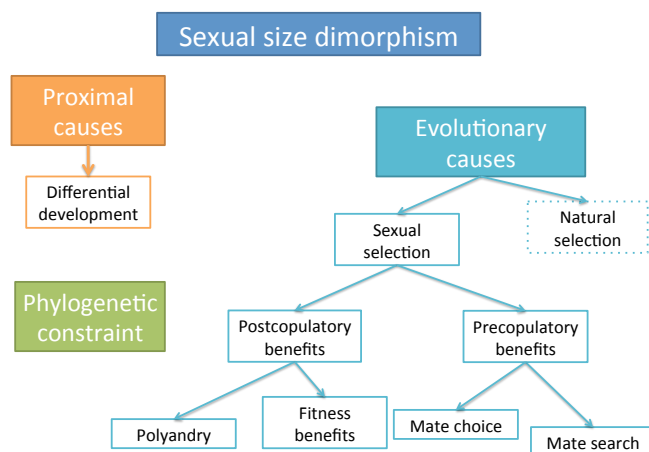 Sexual size dimorphism
Proximal
causes
Evolutionary
causes
Differential
development
Sexual
selection
Natural
selection
Phylogenetic
constraint
Postcopulatory
benefits
Precopulatory
benefits
Polyandry
Fitness
benefits
Mate choice
Mate search